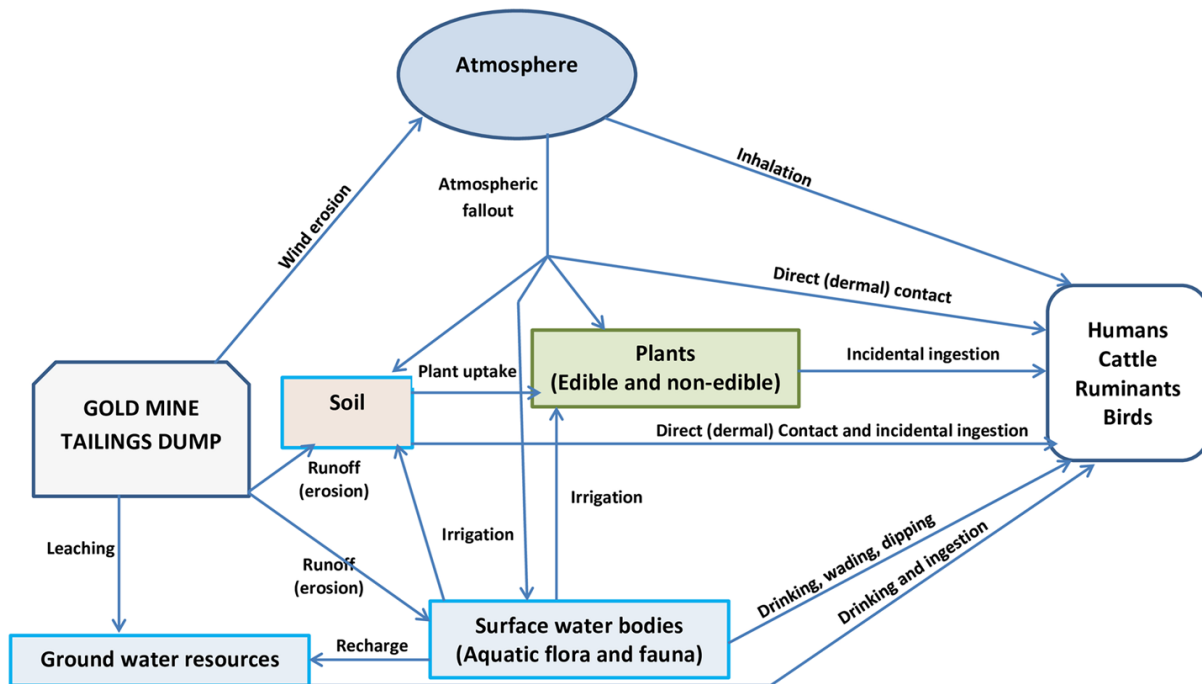 Atmosphere
Inhalation
Atmospheric
fallout
Wind erosion
Direct (dermal) contact
Humans
Cattle
Ruminants
Birds
Plants
(Edible and non-edible)
Incidental ingestion
Plant uptake
Soil
GOLD MINE
TAILINGS DUMP
Direct (dermal) Contact and incidental ingestion
Runoff
(erosion)
Irrigation
Irrigation
Leaching
Runoff
(erosion)
Drinking, wading, dipping
Drinking and ingestion
Surface water bodies
(Aquatic flora and fauna)
Recharge
Ground water resources